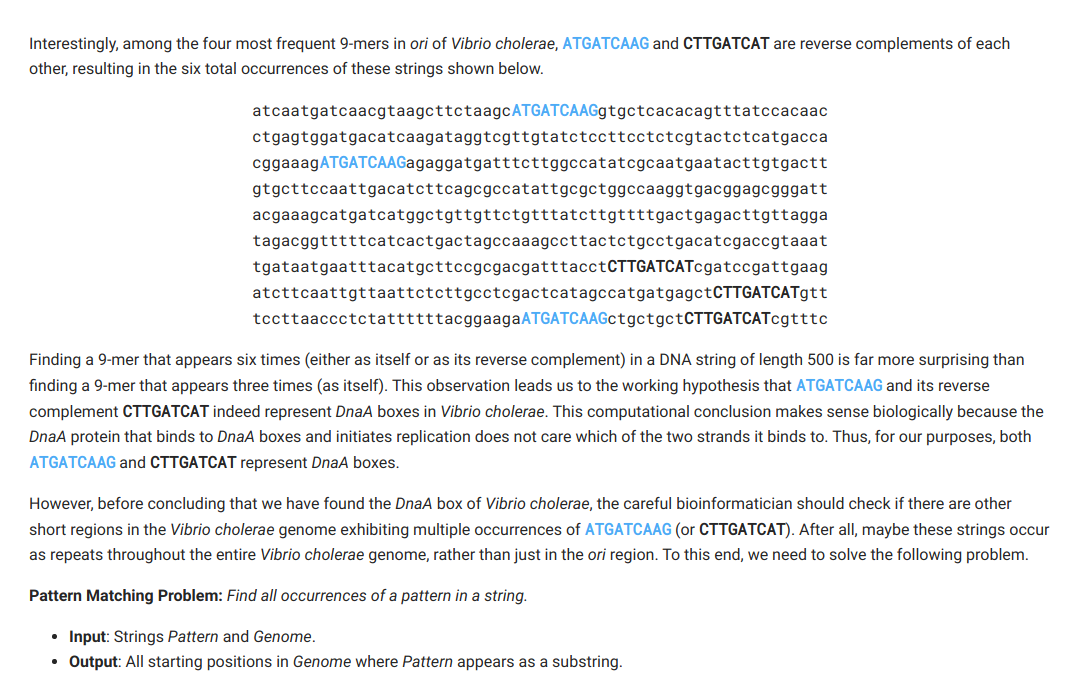 Interestingly, among the four most frequent 9-mers in ori of Vibrio cholerae, ATGATCAAG and CTTGATCAT are reverse complements of each
other, resulting in the six total occurrences of these strings shown below.
atcaatgatcaacgtaagcttctaagcATGATCAAGgtgctcacacagtttatccacaac
ctgagtggatgacatcaagataggtcgttgtatctccttcctctcgtactctcatgacca
cggaaagATGATCAAGagaggatgatttcttggccatatcgcaatgaatacttgtgactt
gtgcttccaattgacatcttcagcgccatattgcgctggccaaggtgacggagcgggatt
acgaaagcatgatcatggctgttgttctgtttatcttgttttgactgagacttgttagga
tagacggtttttcatcactgactagccaaagccttactctgcctgacatcgaccgtaaat
tgataatgaatttacatgcttccgcgacgatttacctCTTGATCATcgatccgattgaag
atcttcaattgttaattctcttgcctcgactcatagccatgatgagctCTTGATCATgtt
tccttaaccctctattttttacggaagaATGATCAAGctgctgctCTTGATCATcgtttc
Finding a 9-mer that appears six times (either as itself or as its reverse complement) in a DNA string of length 500 is far more surprising than
finding a 9-mer that appears three times (as itself). This observation leads us to the working hypothesis that ATGATCAAG and its reverse
complement CTTGATCAT indeed represent DnaA boxes in Vibrio cholerae. This computational conclusion makes sense biologically because the
DnaA protein that binds to DnaA boxes and initiates replication does not care which of the two strands it binds to. Thus, for our purposes, both
ATGATCAAG and CTTGATCAT represent DnaA boxes.
However, before concluding that we have found the DnaA box of Vibrio cholerae, the careful bioinformatician should check if there are other
short regions in the Vibrio cholerae genome exhibiting multiple occurrences of ATGATCAAG (or CTTGATCAT). After all, maybe these strings occur
as repeats throughout the entire Vibrio cholerae genome, rather than just in the ori region. To this end, we need to solve the following problem.
Pattern Matching Problem: Find all occurrences of a pattern in a string.
• Input: Strings Pattern and Genome.
• Output: All starting positions in Genome where Pattern appears as a substring.